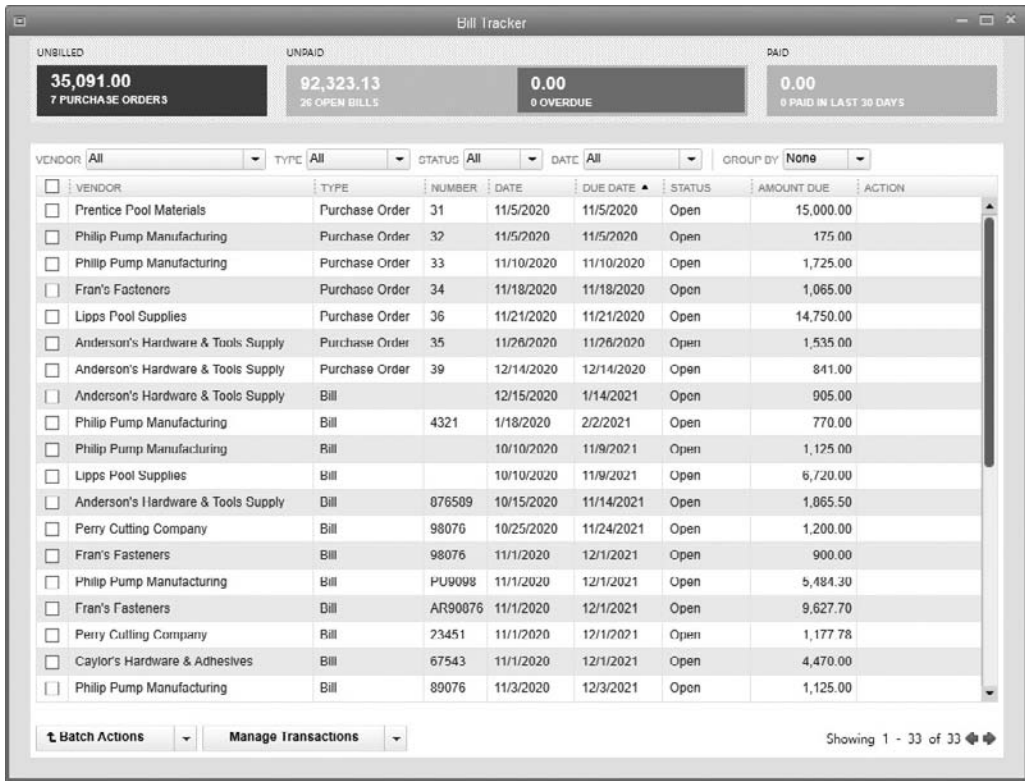 Bill Tracker
UNBILLED UNPAID PAID
35,091.00 92,323.13 0.00 0.00
7 PURCHASE ORDERS 26 OPEN BILLS 0 OVERDUE 0 PAID IN LAST 30 DAYS
VENDOR All TYPE All STATUS All DATE All GROUP BY None
VENDOR TYPE NUMBER DATE DUE DATE STATUS AMOUNT DUE ACTION
Prentice Pool Materials Purchase Order 31 11/5/2020 11/5/2020 Open 15,000.00
Philip Pump Manufacturing Purchase Order 32 11/5/2020 11/5/2020 Open 175.00
Philip Pump Manufacturing Purchase Order 33 11/10/2020 11/10/2020 Open 1,725.00
Fran's Fasteners Purchase Order 34 11/18/2020 11/18/2020 Open 1,065.00
Lipps Pool Supplies Purchase Order 36 11/21/2020 11/21/2020 Open 14,750.00
Anderson's Hardware & Tools Supply Purchase Order 35 11/26/2020 11/26/2020 Open 1,535.00
Anderson's Hardware & Tools Supply Purchase Order 39 12/14/2020 12/14/2020 Open 841.00
Anderson's Hardware & Tools Supply Bill 12/15/2020 1/14/2021 Open 905.00
Philip Pump Manufacturing Bill 4321 1/18/2020 2/2/2021 Open 770.00
Philip Pump Manufacturing Bill 10/10/2020 11/9/2021 Open 1,125.00
Lipps Pool Supplies Bill 10/10/2020 11/9/2021 Open 6,720.00
Anderson's Hardware & Tools Supply Bill 876589 10/15/2020 11/14/2021 Open 1,865.50
Perry Cutting Company Bill 98076 10/25/2020 11/24/2021 Open 1,200.00
Fran's Fasteners Bill 98076 11/1/2020 12/1/2021 Open 900.00
Philip Pump Manufacturing Bill PU9098 11/1/2020 12/1/2021 Open 5,484.30
Fran's Fasteners Bill AR90876 11/1/2020 12/1/2021 Open 9,627.70
Perry Cutting Company Bill 23451 11/1/2020 12/1/2021 Open 1,177.78
Caylor's Hardware & Adhesives Bill 67543 11/1/2020 12/1/2021 Open 4,470.00
Philip Pump Manufacturing Bill 89076 11/3/2020 12/3/2021 Open 1,125.00
Batch Actions Manage Transactions Showing 1 - 33 of 33